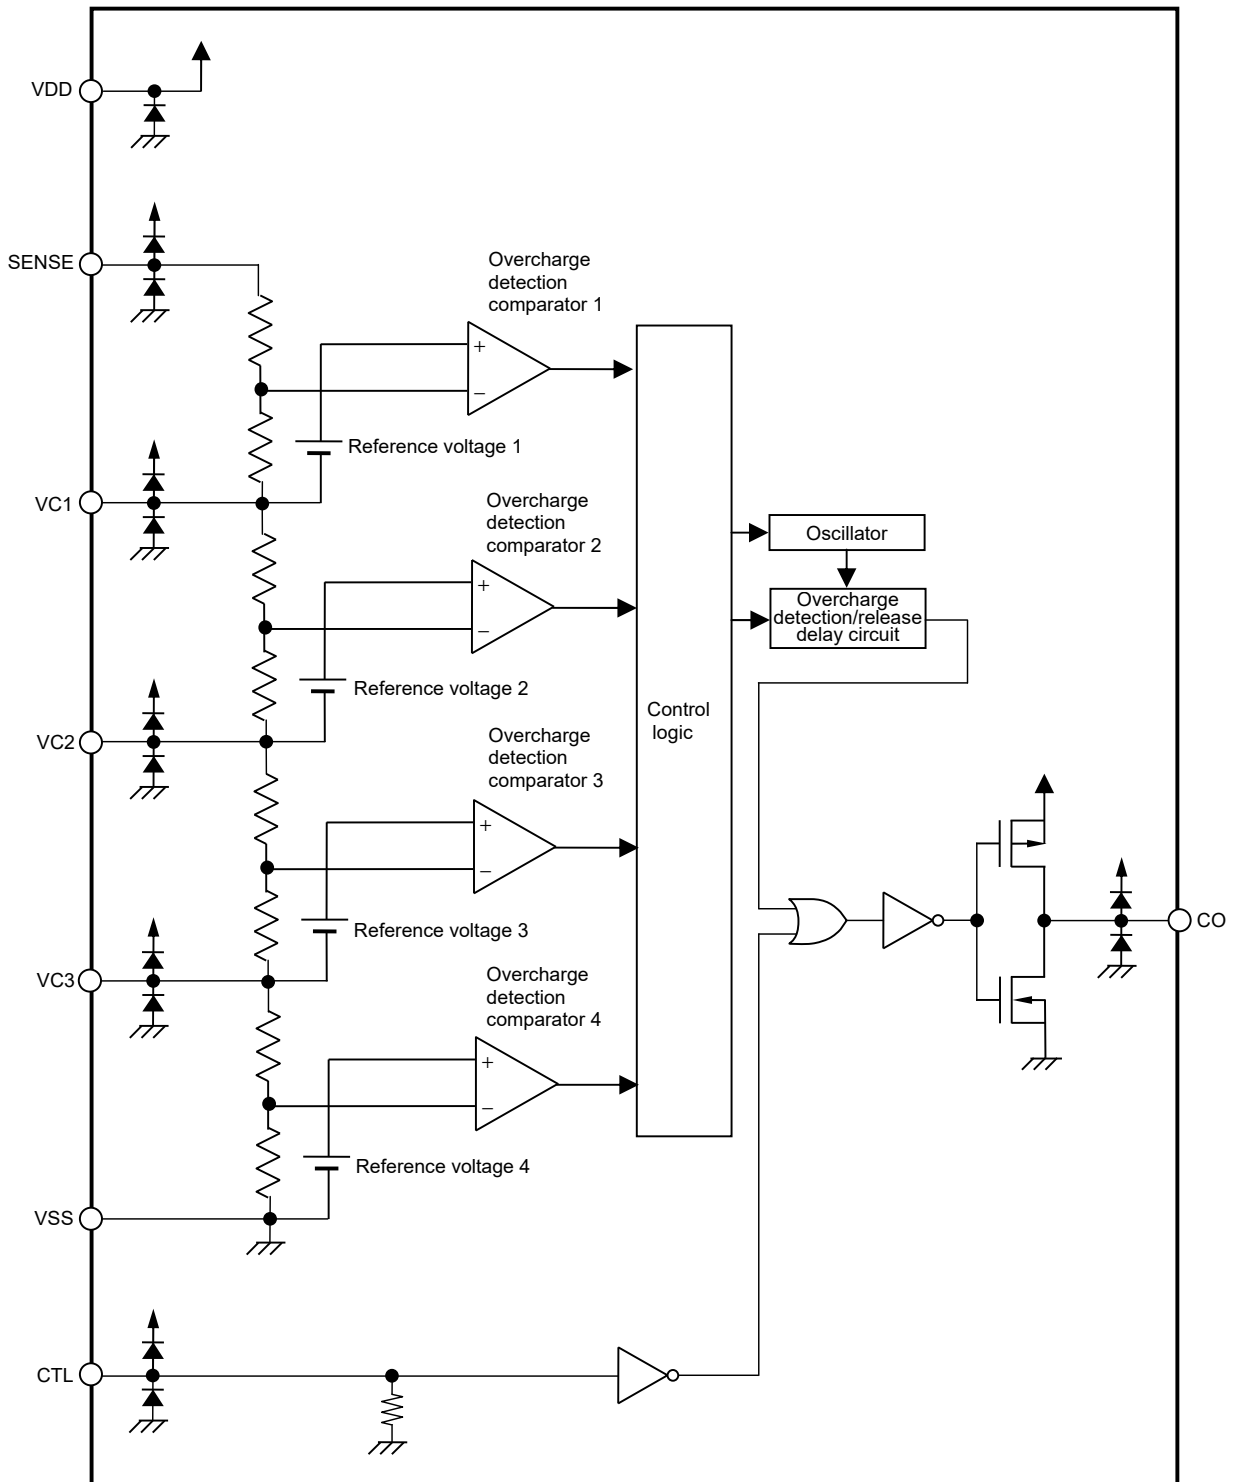 VDD
SENSE
Overcharge
detection
comparator 1
+
−
Reference voltage 1
VC1
Overcharge
detection
comparator 2
+
−
Oscillator
Overcharge
detection/release
delay circuit
Reference voltage 2
Control
logic
VC2
Overcharge
detection
comparator 3
+
−
CO
Reference voltage 3
VC3
Overcharge
detection
comparator 4
+
−
Reference voltage 4
VSS
CTL